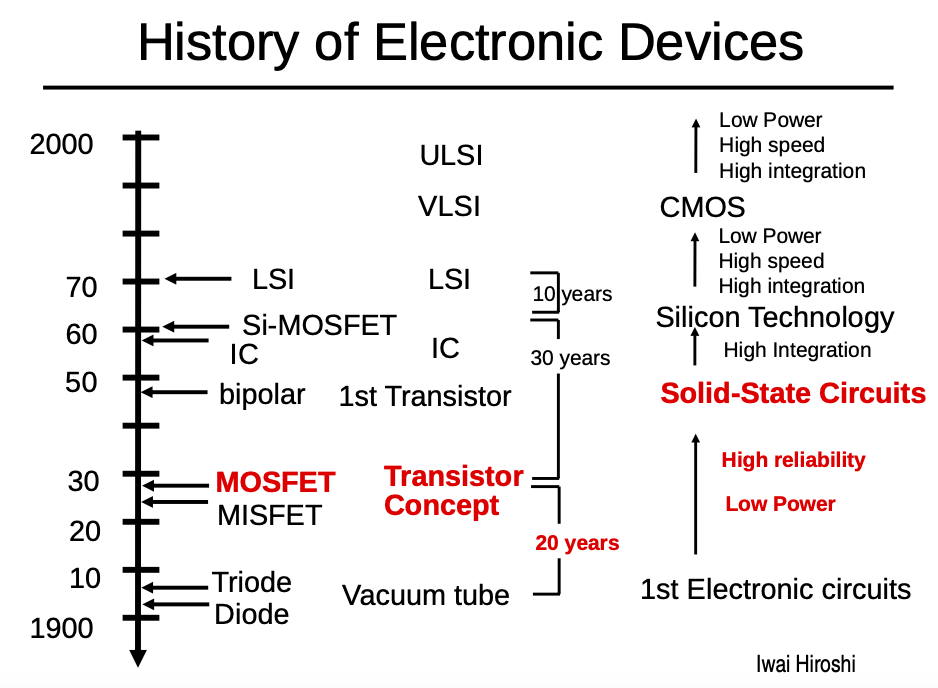 History of Electronic Devices
2000
70
60
50
30
20
10
1900
LSI
Si-MOSFET
IC
bipolar
MOSFET
MISFET
Triode
Diode
ULSI
VLSI
LSI
IC
1st Transistor
Transistor
Concept
Vacuum tube
10 years
30 years
20 years
Low Power
High speed
High integration
CMOS
Low Power
High speed
High integration
Silicon Technology
High Integration
Solid-State Circuits
High reliability
Low Power
1st Electronic circuits
Iwai Hiroshi